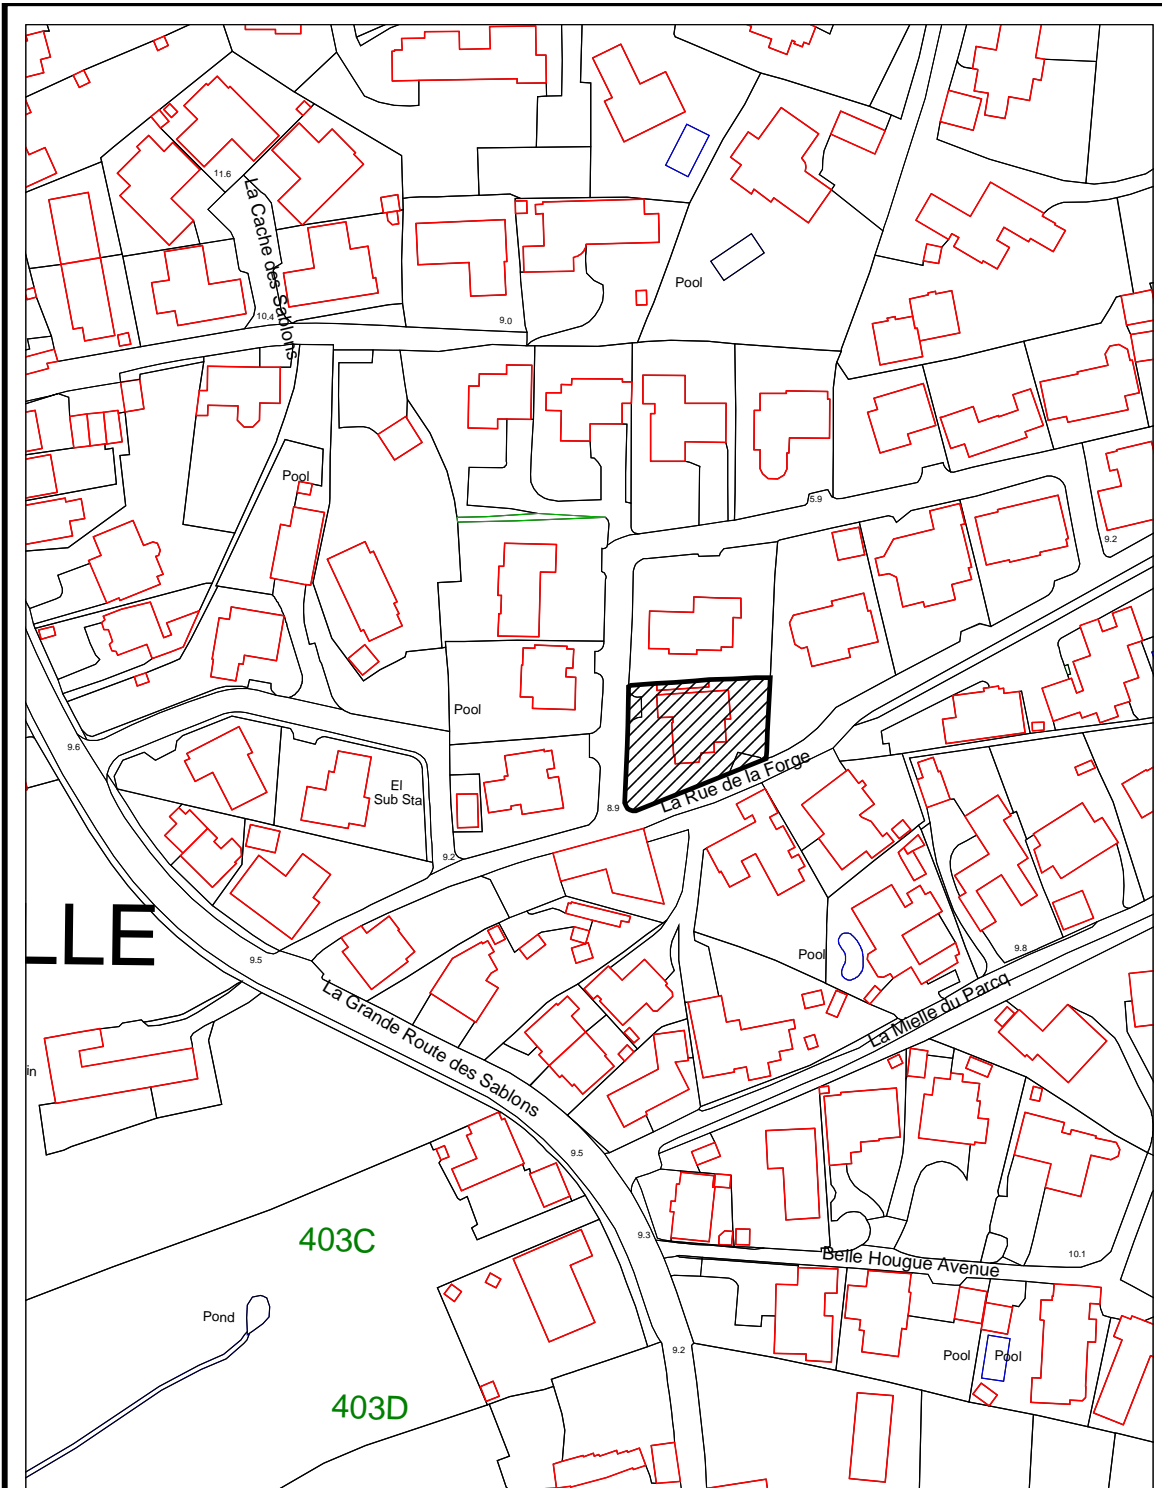 11.6
La Cache des Sablons
Pool
10.4
9.0
Pool
5.9
9.2
Pool
9.6
El
Sub Sta
8.9
La Rue de la Forge
9.2
LLE
9.5
Pool
9.8
La Grande Route des Sablons
La Mielle du Parcq
in
9.5
403C
9.3
Belle Hougue Avenue
10.1
Pond
9.2
Pool
Pool
403D